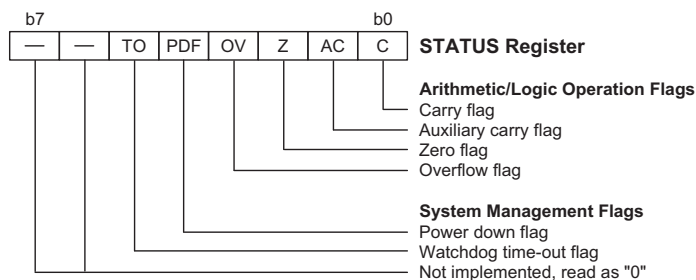 b7 b0
— — TO PDF OV Z AC C STATUS Register
Arithmetic/Logic Operation Flags
Carry flag
Auxiliary carry flag
Zero flag
Overflow flag
System Management Flags
Power down flag
Watchdog time-out flag
Not implemented, read as "0"